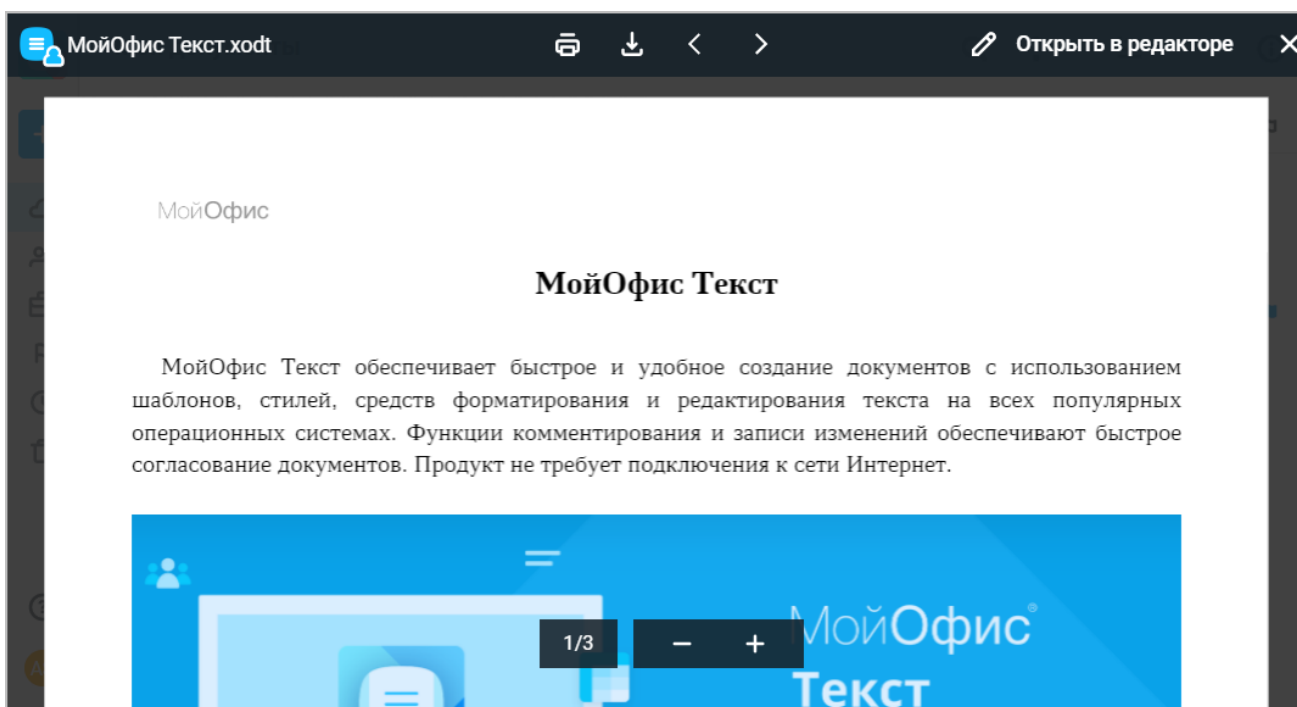 МойОфис Текст.xodt
Открыть в редакторе
МойОфис
МойОфис Текст
МойОфис Текст обеспечивает быстрое и удобное создание документов с использованием
шаблонов, стилей, средств форматирования и редактирования текста на всех популярных
операционных системах. Функции комментирования и записи изменений обеспечивают быстрое
согласование документов. Продукт не требует подключения к сети Интернет.
МойОфис®
1/3 − +
Текст